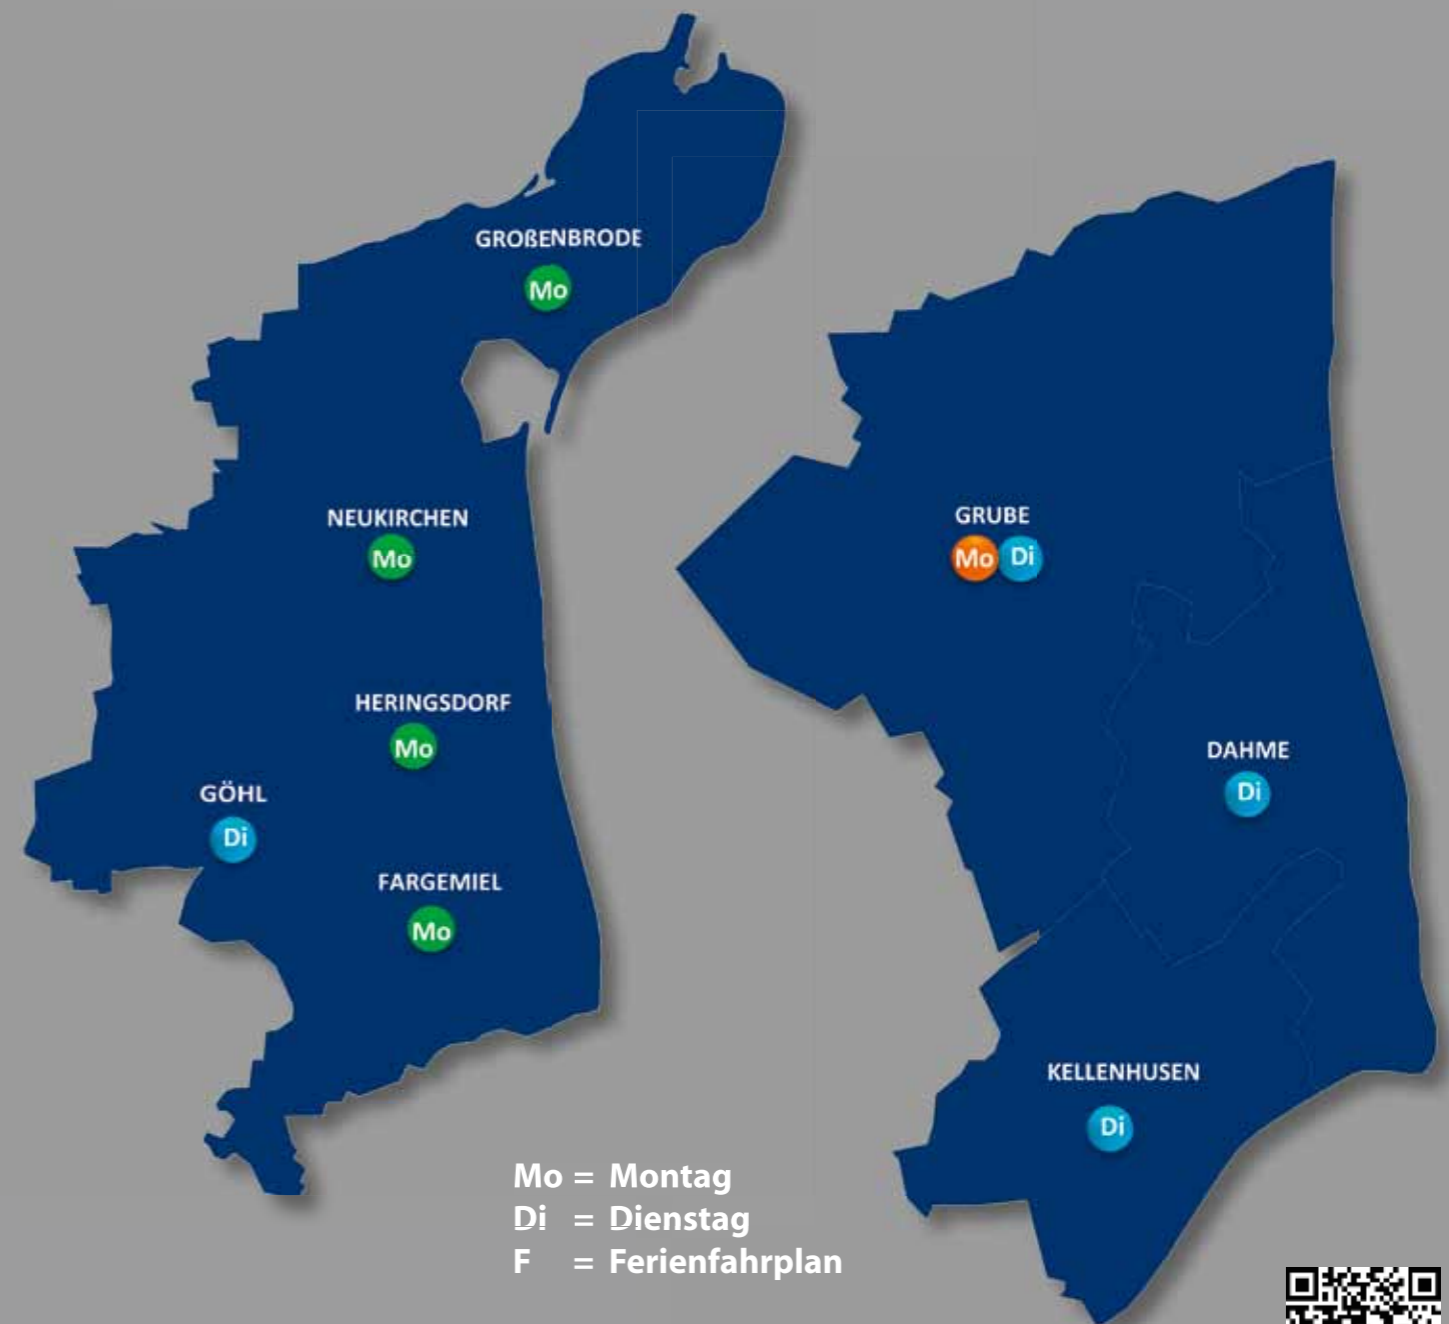 GROßENBRODE
Mo
NEUKIRCHEN
Mo
HERINGSDORF
Mo
GÖHL
Di
FARGEMIEL
Mo
GRUBE
Mo Di
DAHME
Di
KELLENHUSEN
Di
Mo = Montag
Di = Dienstag
F = Ferienfahrplan